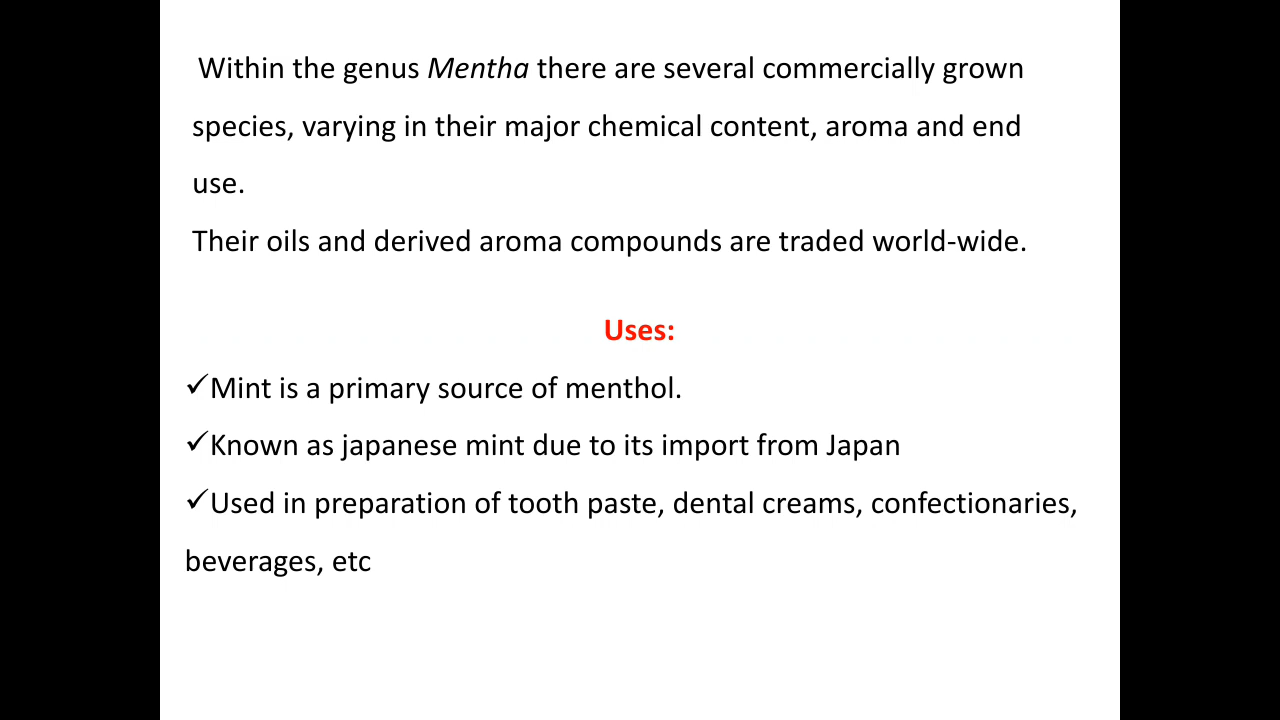 Within the genus Mentha there are several commercially grown
species, varying in their major chemical content, aroma and end
use.
Their oils and derived aroma compounds are traded world-wide.
Uses:
✓Mint is a primary source of menthol.
✓Known as japanese mint due to its import from Japan
✓Used in preparation of tooth paste, dental creams, confectionaries,
beverages, etc